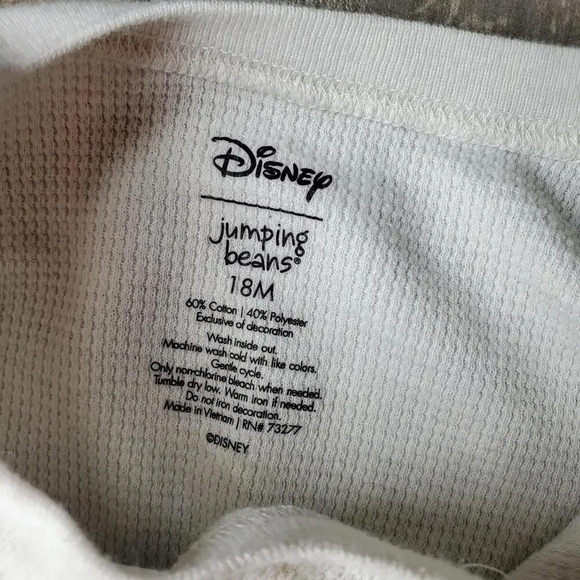 Disney
jumping
beans®
18M
60% Cotton | 40% Polyester
Exclusive of decoration
Wash inside out.
Machine wash cold with like colors.
Gentle cycle.
Only non-chlorine bleach when needed.
Tumble dry low. Warm iron if needed.
Do not iron decoration.
Made in Vietnam | RN# 73277
©DISNEY